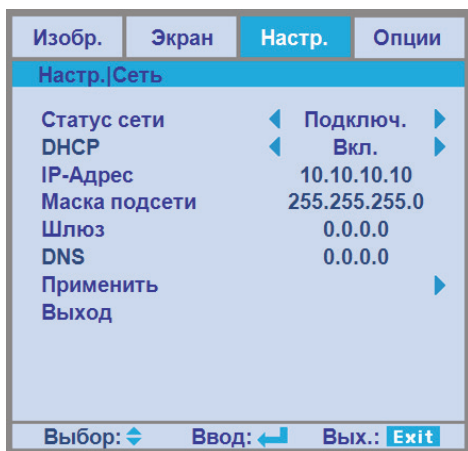 Изобр. Экран Настр. Опции
Настр.|Сеть
Статус сети Подключ.
DHCP Вкл.
IP-Адрес 10.10.10.10
Маска подсети 255.255.255.0
Шлюз 0.0.0.0
DNS 0.0.0.0
Применить
Выход
Выбор: Ввод: Вых.: Exit